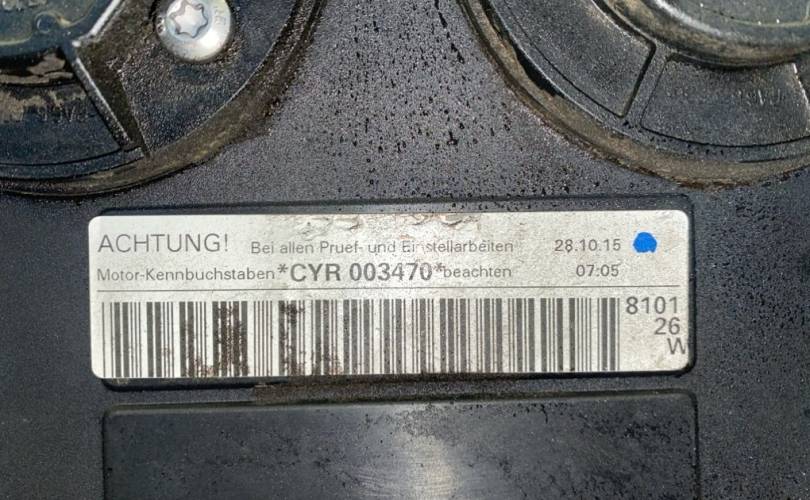 ACHTUNG! Bei allen Pruef- und Einstellarbeiten 28.10.15
Motor-Kennbuchstaben *CYR 003470* beachten 07:05
8101
26
W